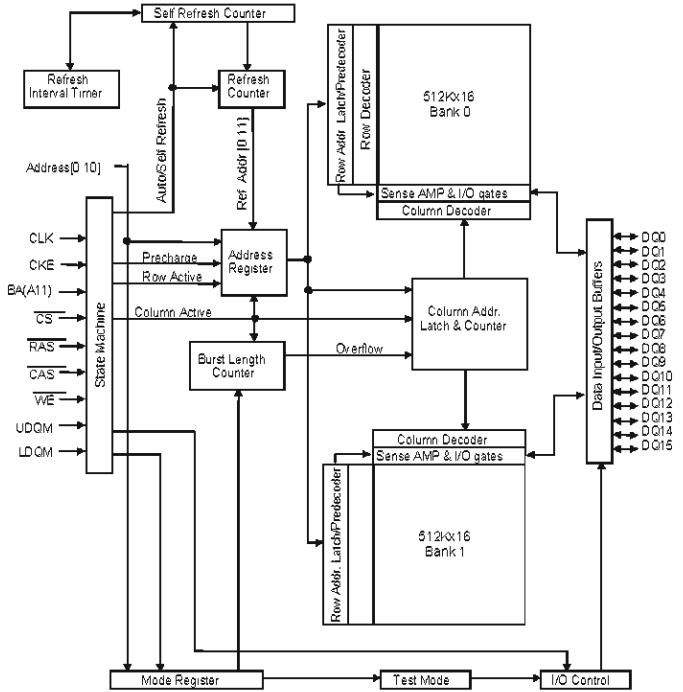 Self Refresh Counter
Refresh
Interval Timer
Refresh
Counter
Auto/Self Refresh
Ref. Addr.[0 11]
Address[0 10]
Row Addr. Latch/Predecoder
Row Decoder
512Kx16
Bank 0
Sense AMP & I/O gates
Column Decoder
State Machine
CLK
CKE
BA(A11)
CS
RAS
CAS
WE
UDQM
LDQM
Precharge
Row Active
Column Active
Address
Register
Burst Length
Counter
Overflow
Column Addr.
Latch & Counter
Data Input/Output Buffers
DQ0
DQ1
DQ2
DQ3
DQ4
DQ5
DQ6
DQ7
DQ8
DQ9
DQ10
DQ11
DQ12
DQ13
DQ14
DQ15
Column Decoder
Sense AMP & I/O gates
Row Addr. Latch/Predecoder
512Kx16
Bank 1
Mode Register
Test Mode
I/O Control